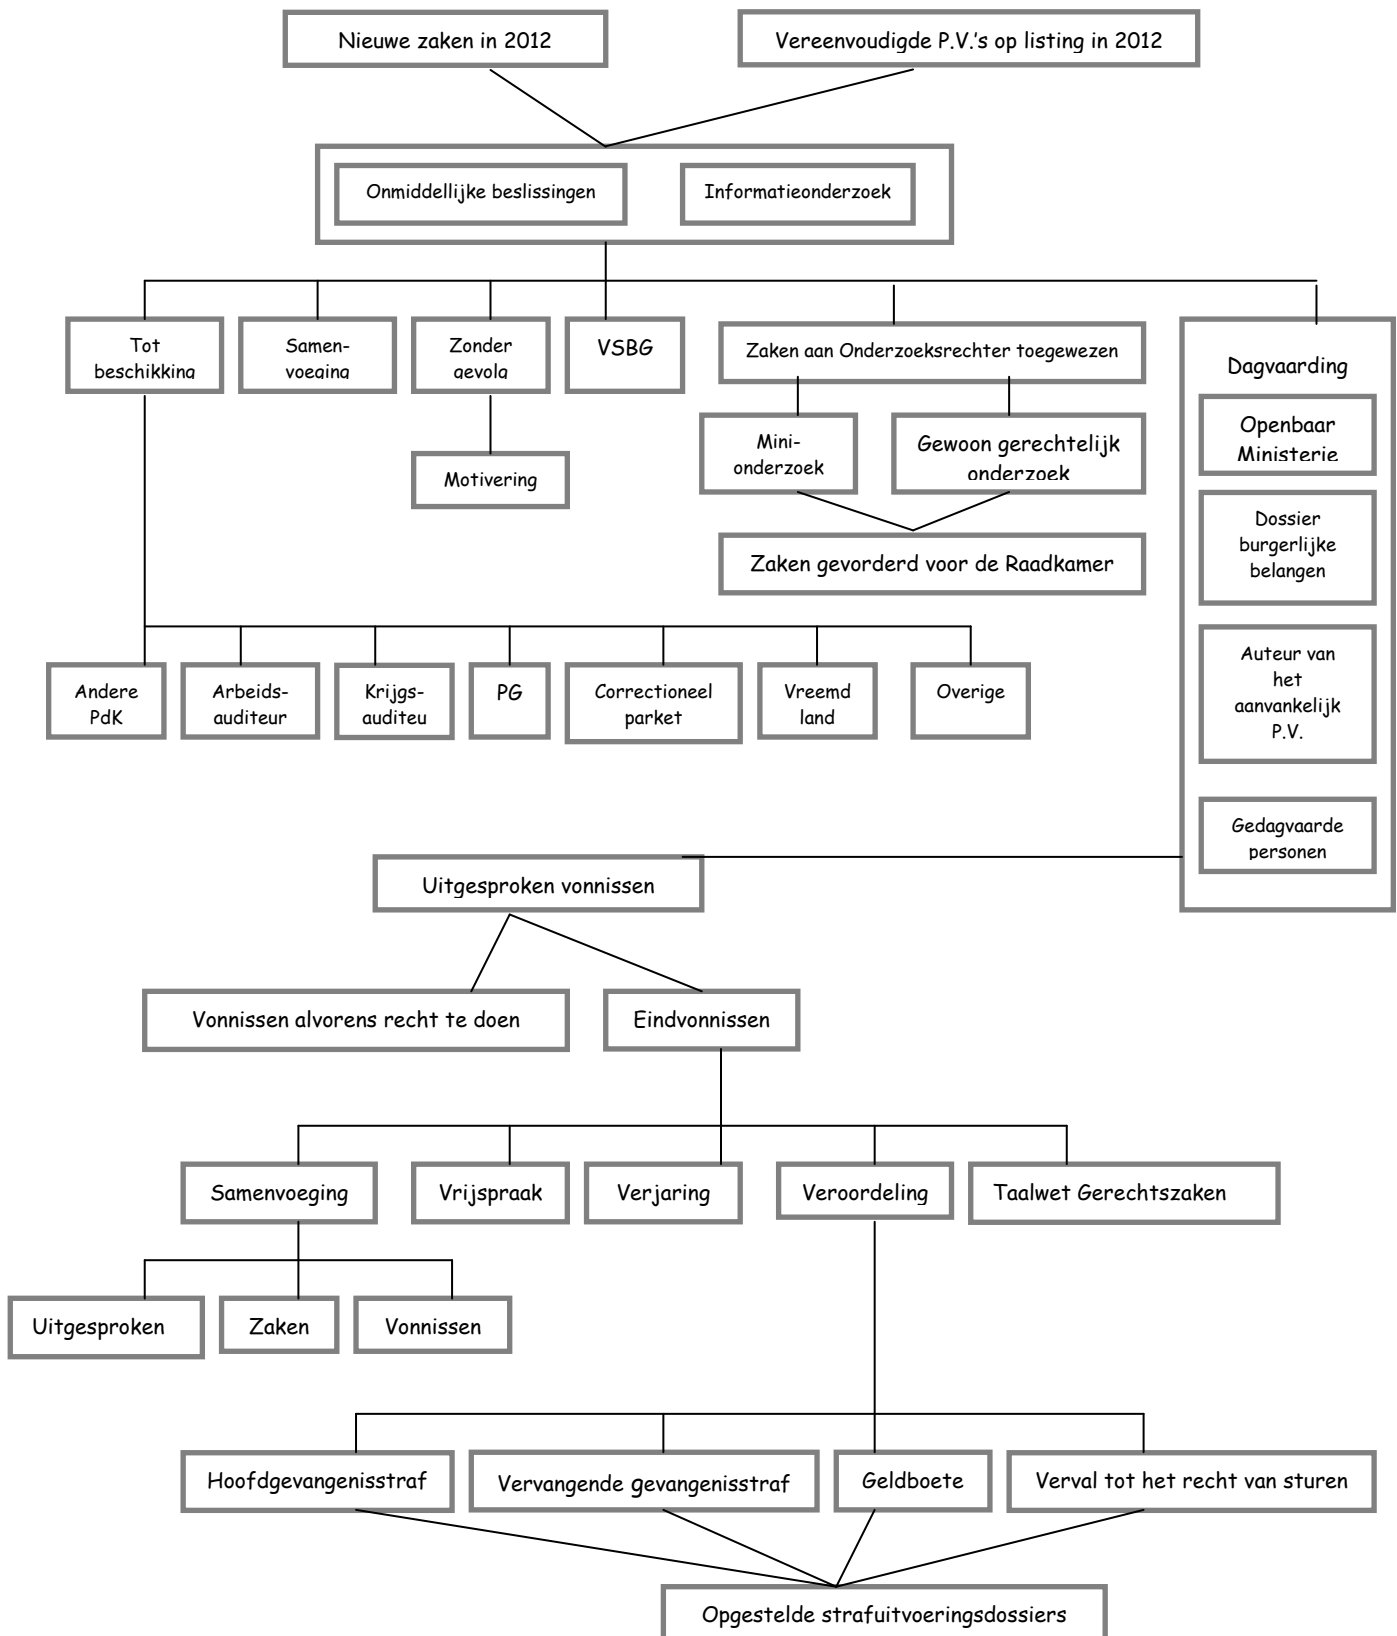 Nieuwe zaken in 2012
Vereenvoudigde P.V.'s op listing in 2012
Onmiddellijke beslissingen
Informatieonderzoek
Tot
beschikking
Samen-
voeging
Zonder
gevolg
VSBG
Zaken aan Onderzoeksrechter toegewezen
Dagvaarding
Openbaar
Ministerie
Mini-
onderzoek
Gewoon gerechtelijk
onderzoek
Motivering
Dossier
burgerlijke
belangen
Zaken gevorderd voor de Raadkamer
Auteur van
het
aanvankelijk
P.V.
Andere
PdK
Arbeids-
auditeur
Krijgs-
auditeu
PG
Correctioneel
parket
Vreemd
land
Overige
Gedagvaarde
personen
Uitgesproken vonnissen
Vonnissen alvorens recht te doen
Eindvonnissen
Samenvoeging
Vrijspraak
Verjaring
Veroordeling
Taalwet Gerechtszaken
Uitgesproken
Zaken
Vonnissen
Hoofdgevangenisstraf
Vervangende gevangenisstraf
Geldboete
Verval tot het recht van sturen
Opgestelde strafuitvoeringsdossiers